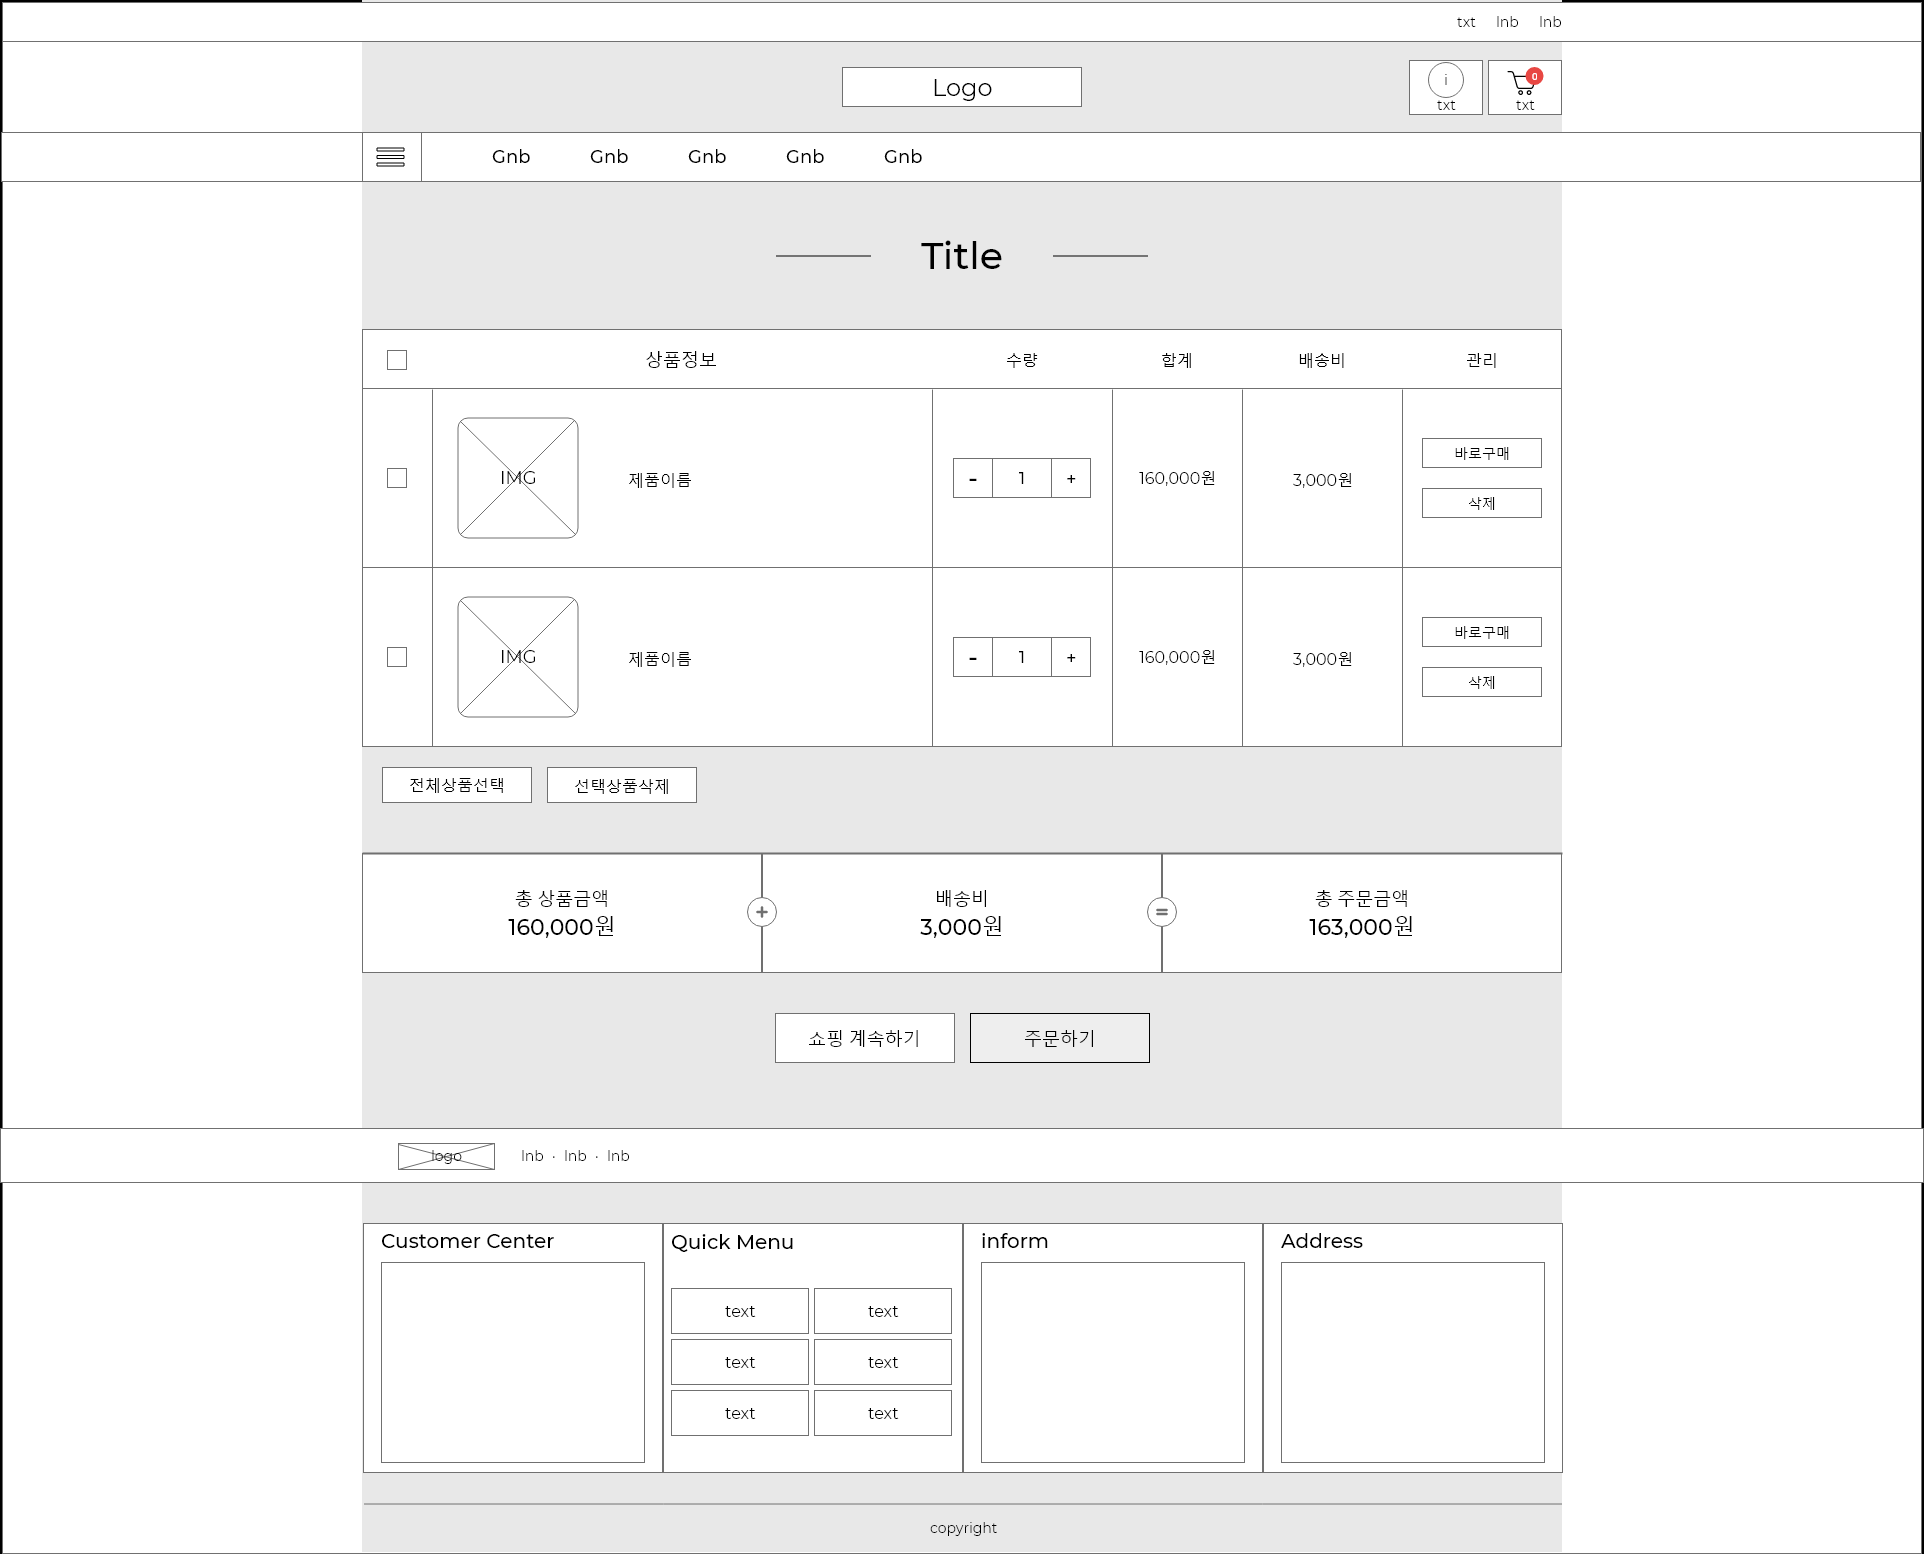 txt lnb lnb
Logo
i
txt
0
txt
Gnb Gnb Gnb Gnb Gnb
Title
상품정보 수량 합계 배송비 관리
IMG 제품이름 - 1 + 160,000원 3,000원
바로구매
삭제
IMG 제품이름 - 1 + 160,000원 3,000원
바로구매
삭제
전체상품선택 선택상품삭제
총 상품금액 배송비 총 주문금액
160,000원 + 3,000원 = 163,000원
쇼핑 계속하기 주문하기
logo lnb · lnb · lnb
Customer Center
Quick Menu
text text
text text
text text
inform
Address
copyright